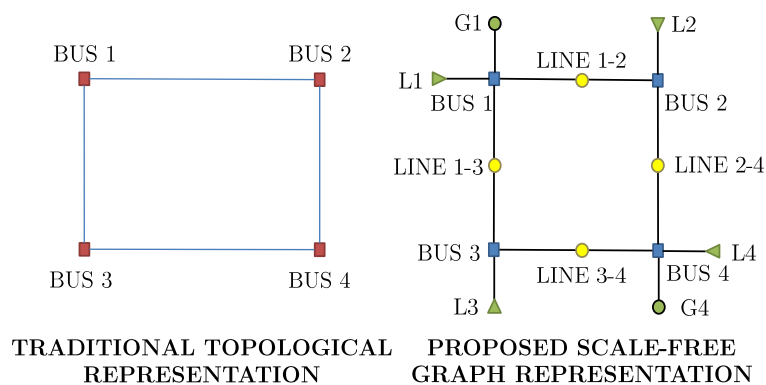 BUS 1
BUS 2
BUS 3
BUS 4
TRADITIONAL TOPOLOGICAL
REPRESENTATION
G1
L2
LINE 1-2
L1
BUS 1
BUS 2
LINE 1-3
LINE 2-4
BUS 3
L4
LINE 3-4
BUS 4
L3
G4
PROPOSED SCALE-FREE
GRAPH REPRESENTATION